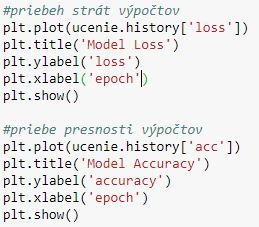 #priebeh strát výpočtov
plt.plot(ucenie.history['loss'])
plt.title('Model Loss')
plt.ylabel('loss')
plt.xlabel('epoch')
plt.show()
#priebe presnosti výpočtov
plt.plot(ucenie.history['acc'])
plt.title('Model Accuracy')
plt.ylabel('accuracy')
plt.xlabel('epoch')
plt.show()